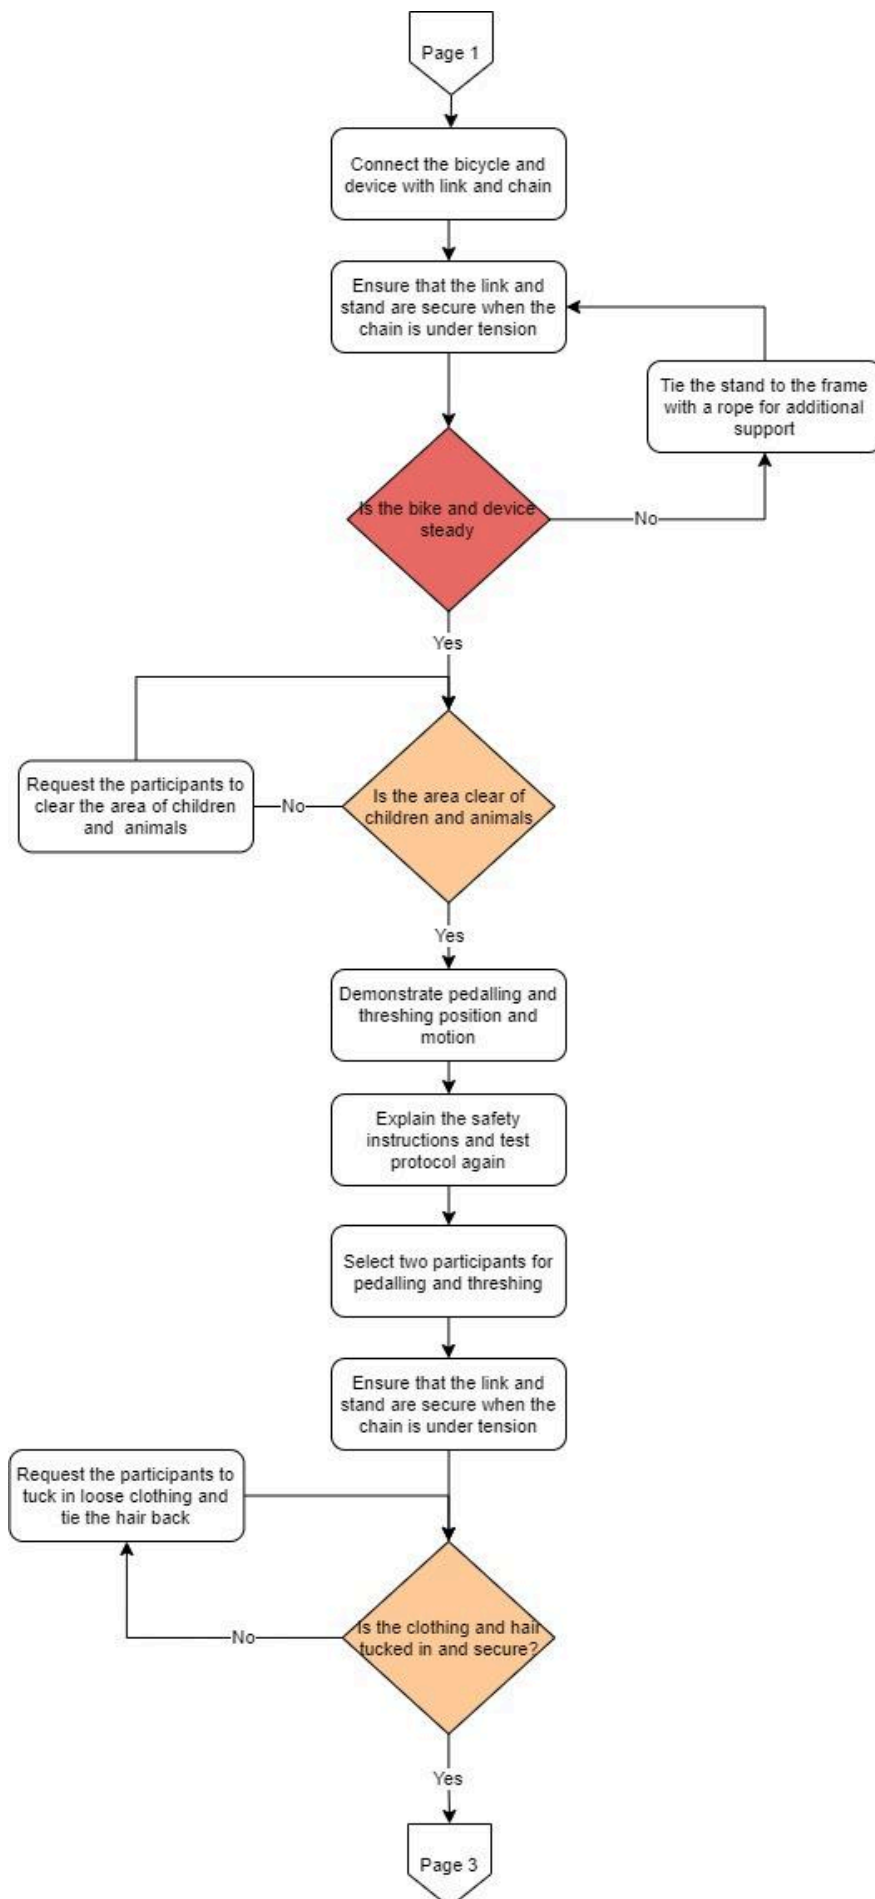 Page 1
Connect the bicycle and
device with link and chain
Ensure that the link and
stand are secure when the
chain is under tension
Tie the stand to the frame
with a rope for additional
support
Is the bike and device
steady
No
Yes
Request the participants to
clear the area of children
and animals
No
Is the area clear of
children and animals
Yes
Demonstrate pedalling and
threshing position and
motion
Explain the safety
instructions and test
protocol again
Select two participants for
pedalling and threshing
Ensure that the link and
stand are secure when the
chain is under tension
Request the participants to
tuck in loose clothing and
tie the hair back
Is the clothing and hair
tucked in and secure?
No
Yes
Page 3